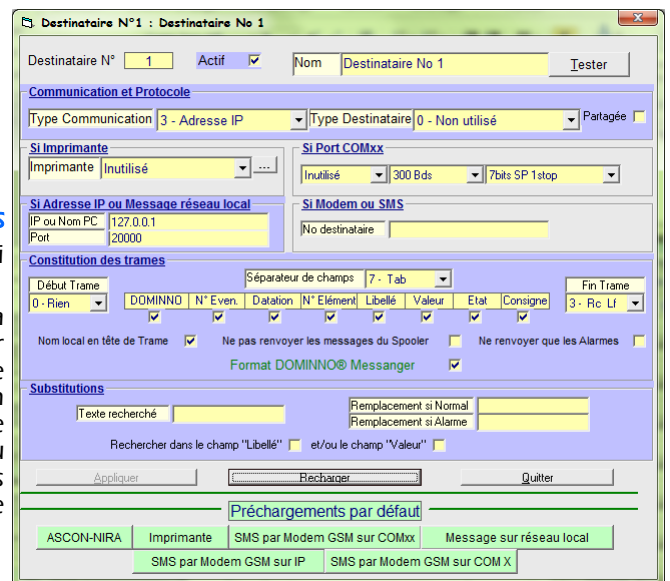 Destinataire N°1 : Destinataire No 1
Destinataire N° 1 Actif Nom Destinataire No 1 Tester
Communication et Protocole
Type Communication 3 - Adresse IP Type Destinataire 0 - Non utilisé Partagée
Si Imprimante
Imprimante Inutilisé ...
Si Port COMxx
Inutilisé 300 Bds 7bits SP 1stop
Si Adresse IP ou Message réseau local
IP ou Nom PC 127.0.0.1
Port 20000
Si Modem ou SMS
No destinataire
Constitution des trames
Séparateur de champs 7 - Tab
Début Trame
0 - Rien
DOMINNO N° Even. Datation N° Elément Libellé Valeur Etat Consigne
Fin Trame
3 - Rc Lf
Nom local en tête de Trame Ne pas renvoyer les messages du Spooler Ne renvoyer que les Alarmes
Format DOMINNO® Messanger
Substitutions
Texte recherché
Remplacement si Normal
Remplacement si Alarme
Rechercher dans le champ "Libellé" et/ou le champ "Valeur"
Appliquer Recharger Quitter
Préchargements par défaut
ASCON-NIRA Imprimante SMS par Modem GSM sur COMxx Message sur réseau local
SMS par Modem GSM sur IP SMS par Modem GSM sur COM X